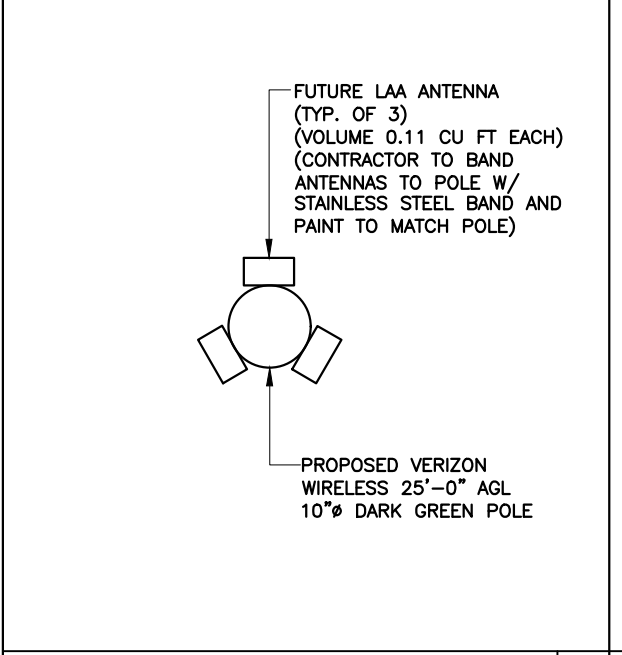 FUTURE LAA ANTENNA
(TYP. OF 3)
(VOLUME 0.11 CU FT EACH)
(CONTRACTOR TO BAND
ANTENNAS TO POLE W/
STAINLESS STEEL BAND AND
PAINT TO MATCH POLE)
PROPOSED VERIZON
WIRELESS 25'-0" AGL
10"ø DARK GREEN POLE